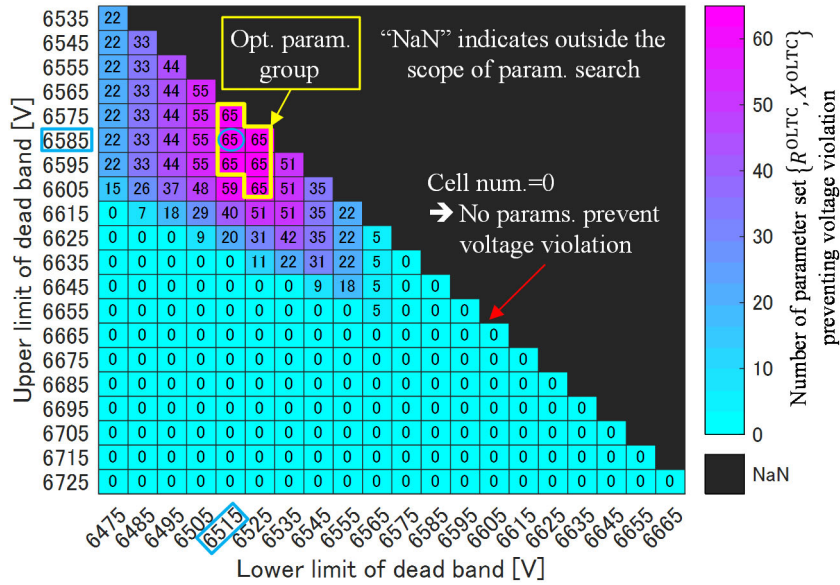 6535 22
6545 22 33
6555 22 33 44
6565 22 33 44 55
6575 22 33 44 55 65
6585 22 33 44 55 65 65
6595 22 33 44 55 65 65 51
6605 15 26 37 48 59 65 51 35
6615 0 7 18 29 40 51 51 35 22
6625 0 0 0 9 20 31 42 35 22 5
6635 0 0 0 0 0 11 22 31 22 5 0
6645 0 0 0 0 0 0 0 9 18 5 0 0
6655 0 0 0 0 0 0 0 0 0 5 0 0 0
6665 0 0 0 0 0 0 0 0 0 0 0 0 0 0
6675 0 0 0 0 0 0 0 0 0 0 0 0 0 0 0
6685 0 0 0 0 0 0 0 0 0 0 0 0 0 0 0 0
6695 0 0 0 0 0 0 0 0 0 0 0 0 0 0 0 0 0
6705 0 0 0 0 0 0 0 0 0 0 0 0 0 0 0 0 0 0
6715 0 0 0 0 0 0 0 0 0 0 0 0 0 0 0 0 0 0 0
6725 0 0 0 0 0 0 0 0 0 0 0 0 0 0 0 0 0 0 0 0
6475 6485 6495 6505 6515 6525 6535 6545 6555 6565 6575 6585 6595 6605 6615 6625 6635 6645 6655 6665
Lower limit of dead band [V]
Upper limit of dead band [V]
Opt. param.
group
“NaN” indicates outside the
scope of param. search
Cell num.=0
➔ No params. prevent
voltage violation
60
50
40
30
20
10
0
NaN
Number of parameter set {R^OLTC, X^OLTC}
preventing voltage violation